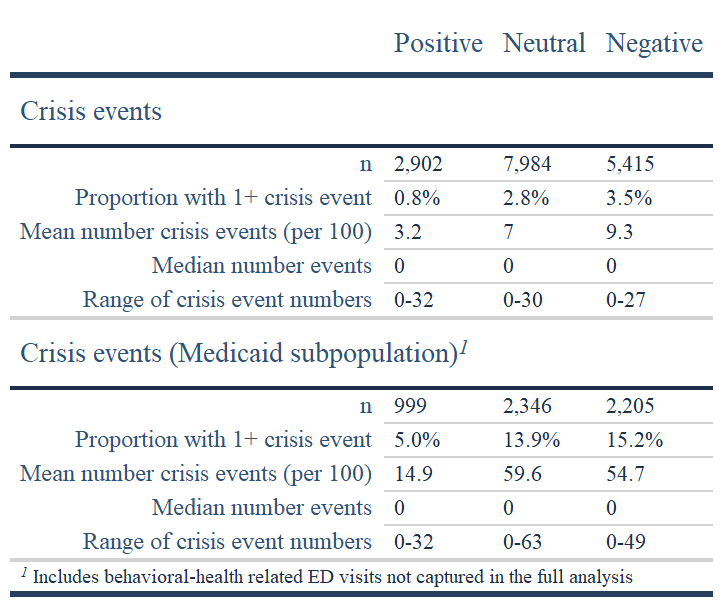 Positive Neutral Negative
Crisis events
n 2,902 7,984 5,415
Proportion with 1+ crisis event 0.8% 2.8% 3.5%
Mean number crisis events (per 100) 3.2 7 9.3
Median number events 0 0 0
Range of crisis event numbers 0-32 0-30 0-27
Crisis events (Medicaid subpopulation)1
n 999 2,346 2,205
Proportion with 1+ crisis event 5.0% 13.9% 15.2%
Mean number crisis events (per 100) 14.9 59.6 54.7
Median number events 0 0 0
Range of crisis event numbers 0-32 0-63 0-49
1 Includes behavioral-health related ED visits not captured in the full analysis